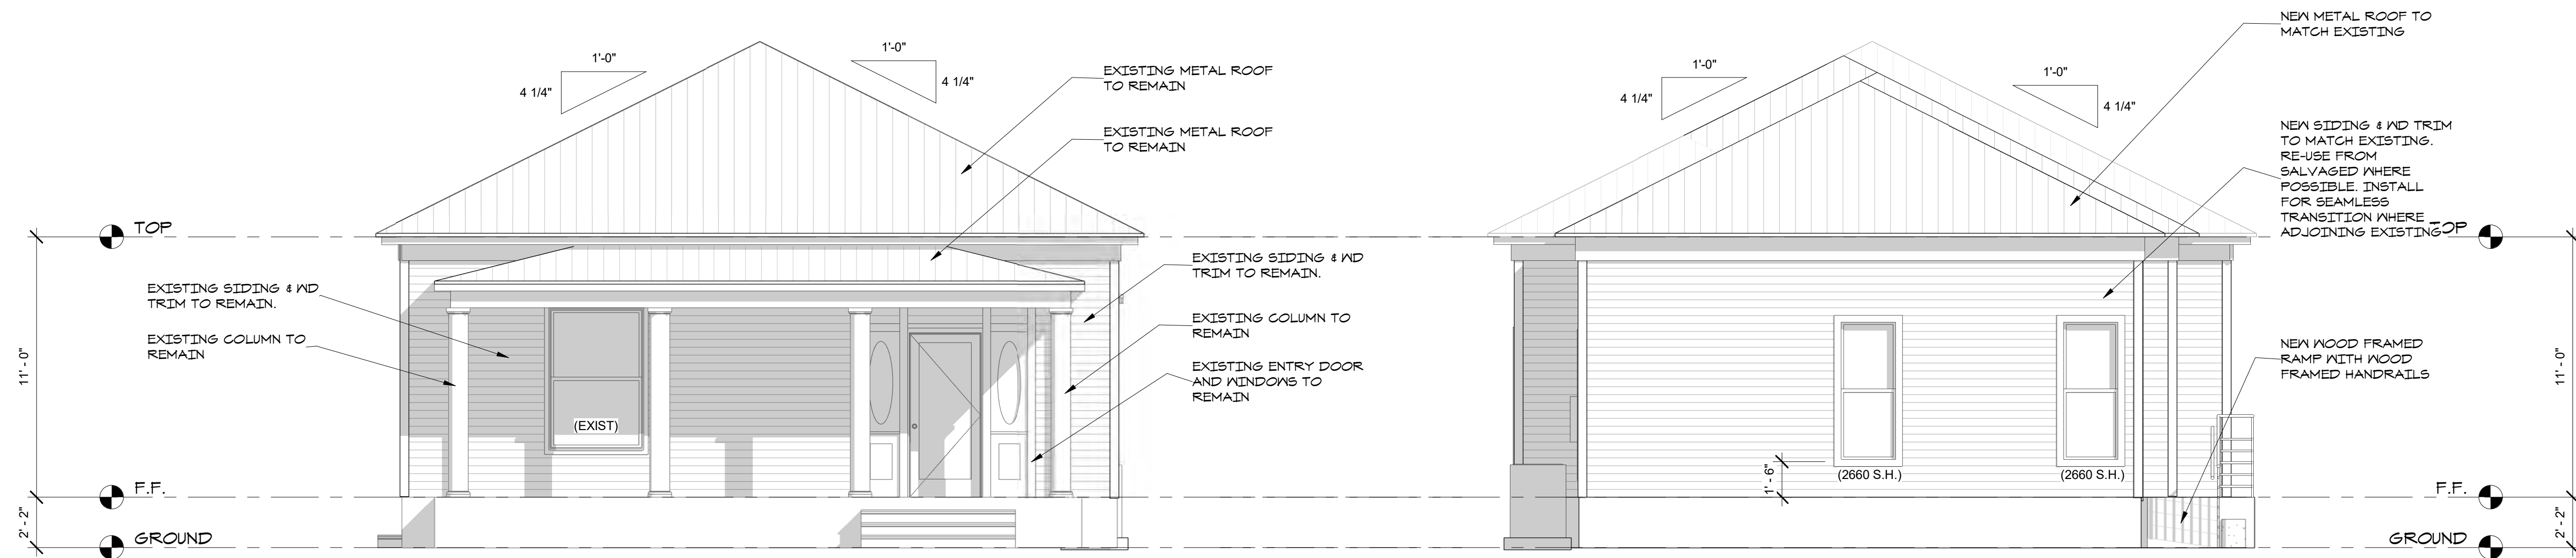 1'-0"
4 1/4"
1'-0"
4 1/4"
EXISTING METAL ROOF
TO REMAIN
EXISTING METAL ROOF
TO REMAIN
TOP
EXISTING SIDING & WD
TRIM TO REMAIN.
EXISTING COLUMN TO
REMAIN
11' - 0"
(EXIST)
EXISTING SIDING & WD
TRIM TO REMAIN.
EXISTING COLUMN TO
REMAIN
EXISTING ENTRY DOOR
AND WINDOWS TO
REMAIN
F.F.
2' - 2"
GROUND
1'-0"
4 1/4"
1'-0"
4 1/4"
NEW METAL ROOF TO
MATCH EXISTING
NEW SIDING & WD TRIM
TO MATCH EXISTING.
RE-USE FROM
SALVAGED WHERE
POSSIBLE. INSTALL
FOR SEAMLESS
TRANSITION WHERE
ADJOINING EXISTING
TOP
NEW WOOD FRAMED
RAMP WITH WOOD
FRAMED HANDRAILS
11' - 0"
1' - 6"
(2660 S.H.)
(2660 S.H.)
F.F.
2' - 2"
GROUND